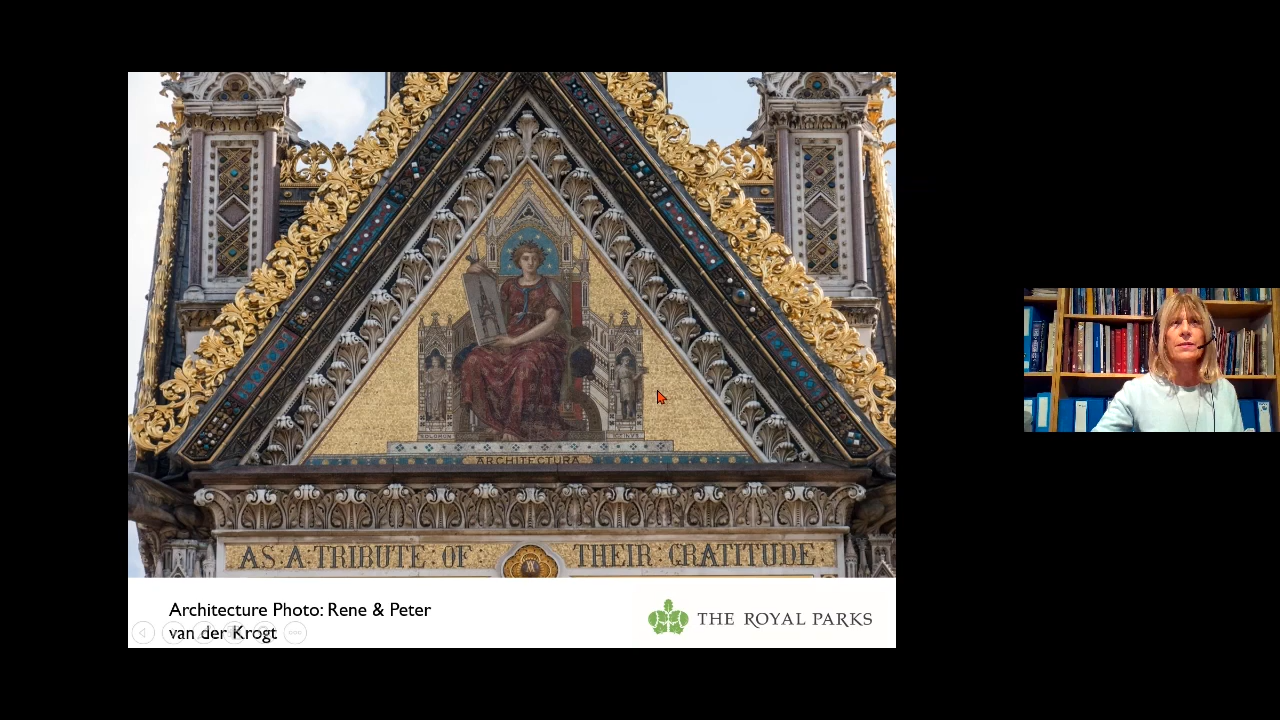 ARCHITECTURA
AS·A·TRIBUTE OF THEIR GRATITUDE
Architecture Photo: Rene & Peter
van der Krogt
THE ROYAL PARKS